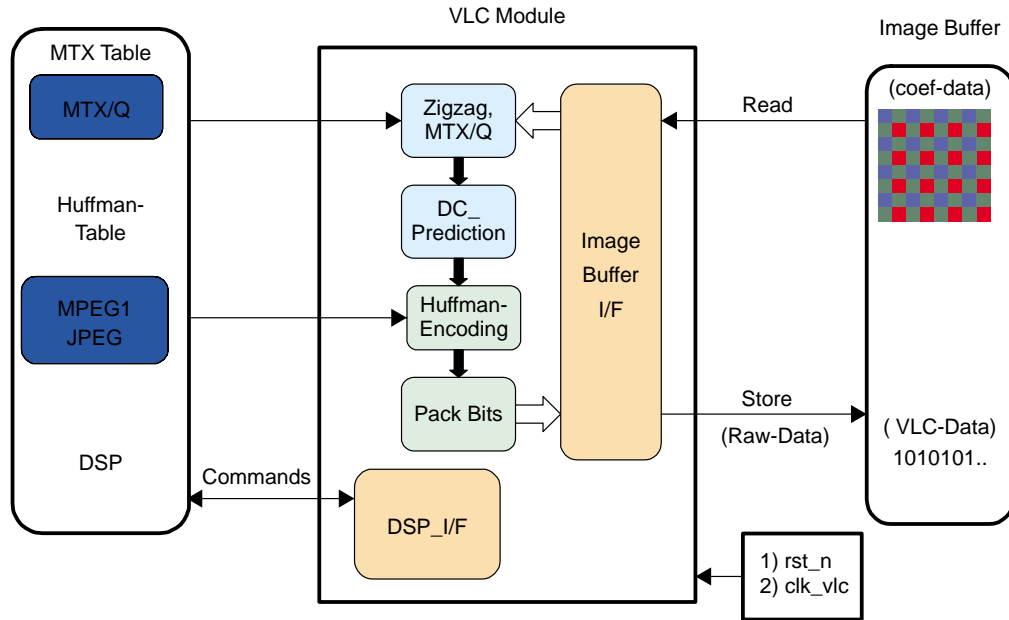 VLC Module
Image Buffer
MTX Table
MTX/Q
Huffman-
Table
MPEG1
JPEG
DSP
Commands
Zigzag,
MTX/Q
DC_
Prediction
Huffman-
Encoding
Pack Bits
DSP_I/F
Image
Buffer
I/F
Read
Store
(Raw-Data)
(coef-data)
( VLC-Data)
1010101..
1) rst_n
2) clk_vlc